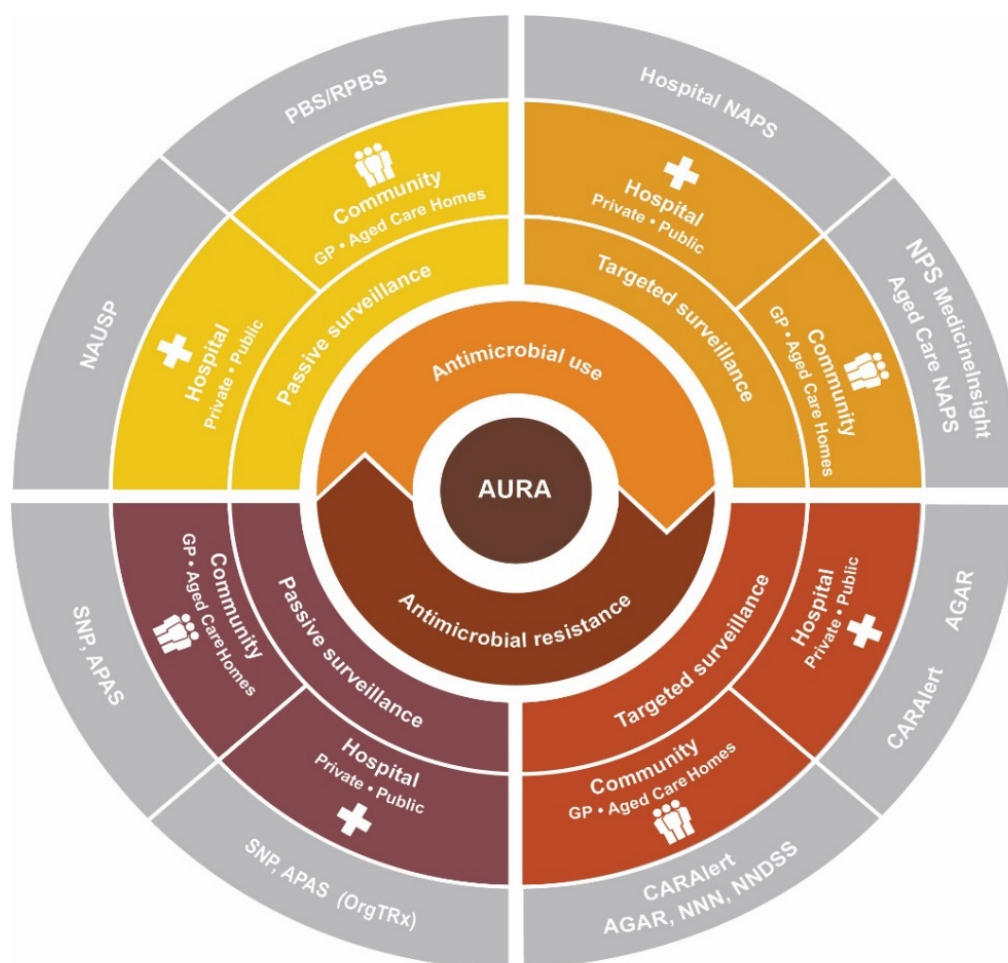 PBS/RPBS
Hospital NAPS
Community
GP • Aged Care Homes
Hospital
Private • Public
NAUSP
Hospital
Private • Public
Passive surveillance
Targeted surveillance
Community
GP • Aged Care Homes
NPS MedicineInsight
Aged Care NAPS
Antimicrobial use
AURA
Antimicrobial resistance
SNP, APAS
Community
GP • Aged Care Homes
Passive surveillance
Targeted surveillance
Hospital
Private • Public
AGAR
CARAlert
Hospital
Private • Public
Community
GP • Aged Care Homes
SNP, APAS (OrgTRx)
CARAlert
AGAR, NNN, NNDSS